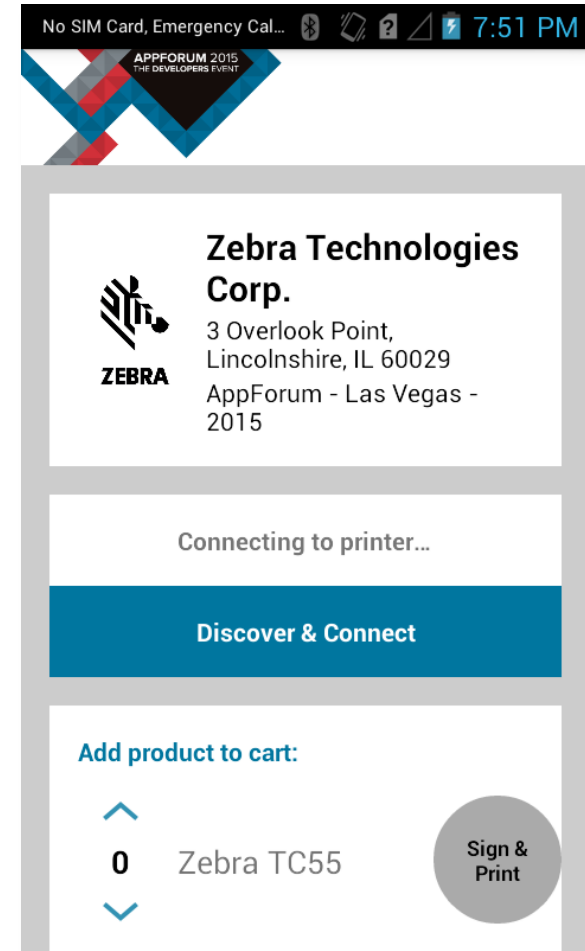 No SIM Card, Emergency Cal... 7:51 PM
APPFORUM 2015
THE DEVELOPERS EVENT
Zebra Technologies
Corp.
3 Overlook Point,
Lincolnshire, IL 60029
AppForum - Las Vegas -
2015
ZEBRA
Connecting to printer...
Discover & Connect
Add product to cart:
0 Zebra TC55
Sign &
Print